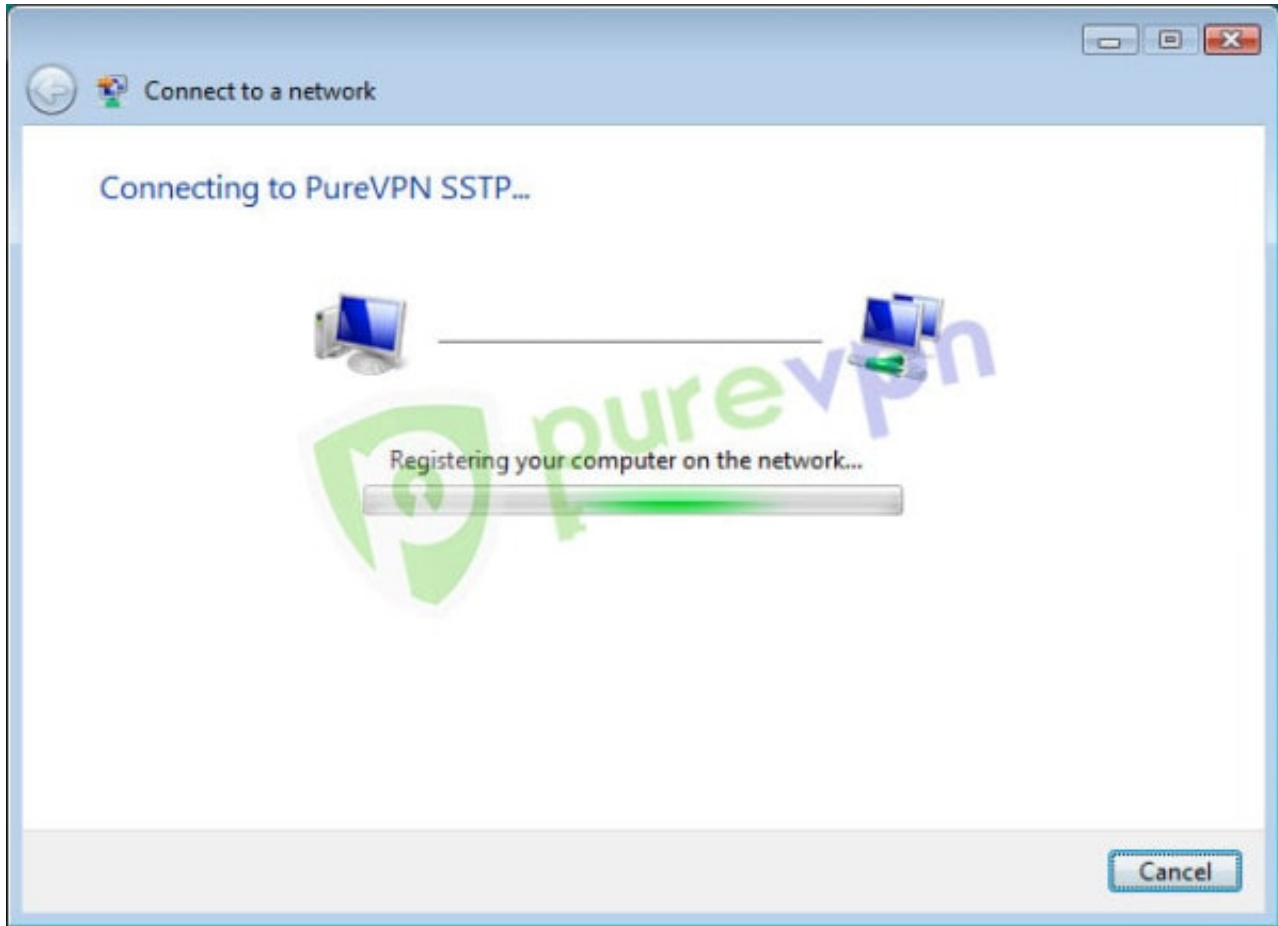 Connect to a network
Connecting to PureVPN SSTP...
purevpn
Registering your computer on the network...
Cancel